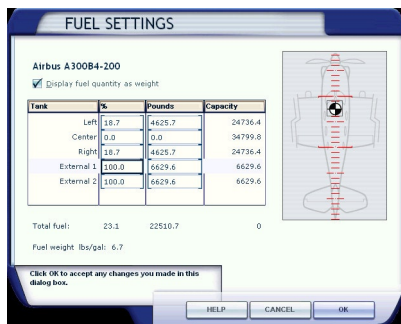 FUEL SETTINGS
Airbus A300B4-200
Display fuel quantity as weight
Tank % Pounds Capacity
Left 18.7 4625.7 24736.4
Center 0.0 0.0 34799.8
Right 18.7 4625.7 24736.4
External 1 100.0 6629.6 6629.6
External 2 100.0 6629.6 6629.6
Total fuel: 23.1 22510.7 0
Fuel weight lbs/gal: 6.7
Click OK to accept any changes you made in this
dialog box.
HELP CANCEL OK